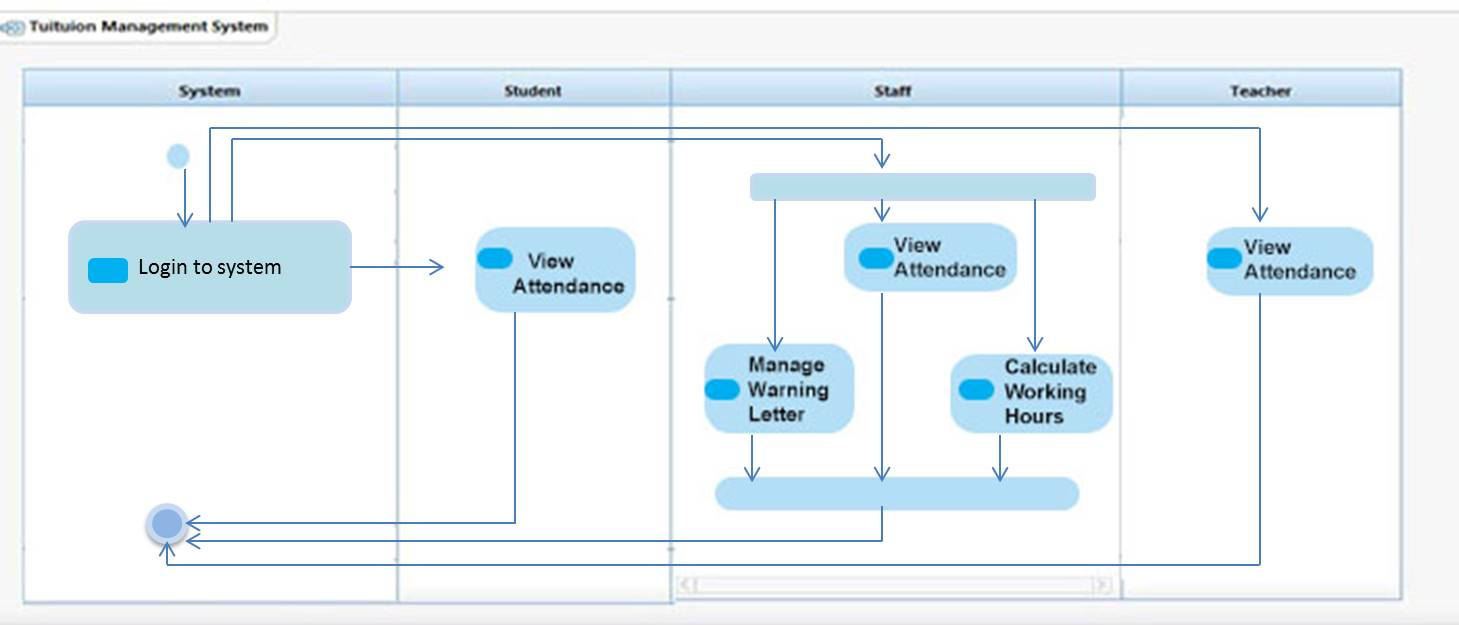 Tuituion Management System
System
Student
Staff
Teacher
Login to system
View
Attendance
View
Attendance
View
Attendance
Manage
Warning
Letter
Calculate
Working
Hours